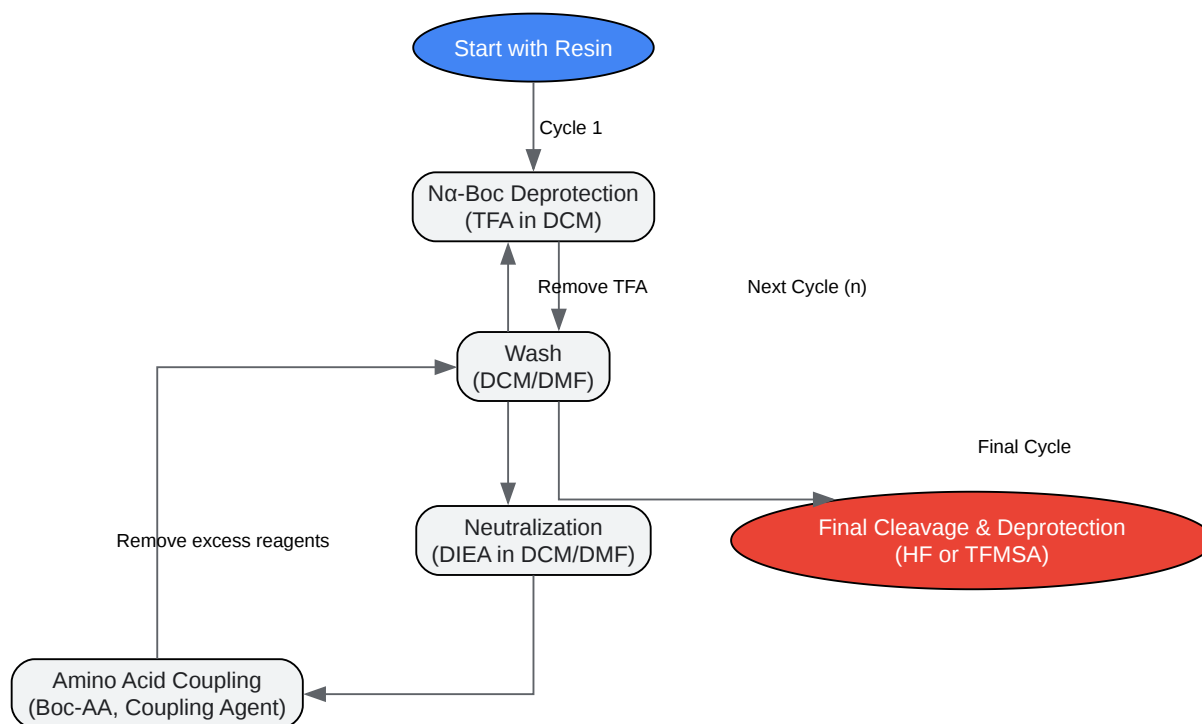 Start with Resin
Cycle 1
Nα-Boc Deprotection
(TFA in DCM)
Remove TFA
Next Cycle (n)
Wash
(DCM/DMF)
Final Cycle
Neutralization
(DIEA in DCM/DMF)
Final Cleavage & Deprotection
(HF or TFMSA)
Remove excess reagents
Amino Acid Coupling
(Boc-AA, Coupling Agent)